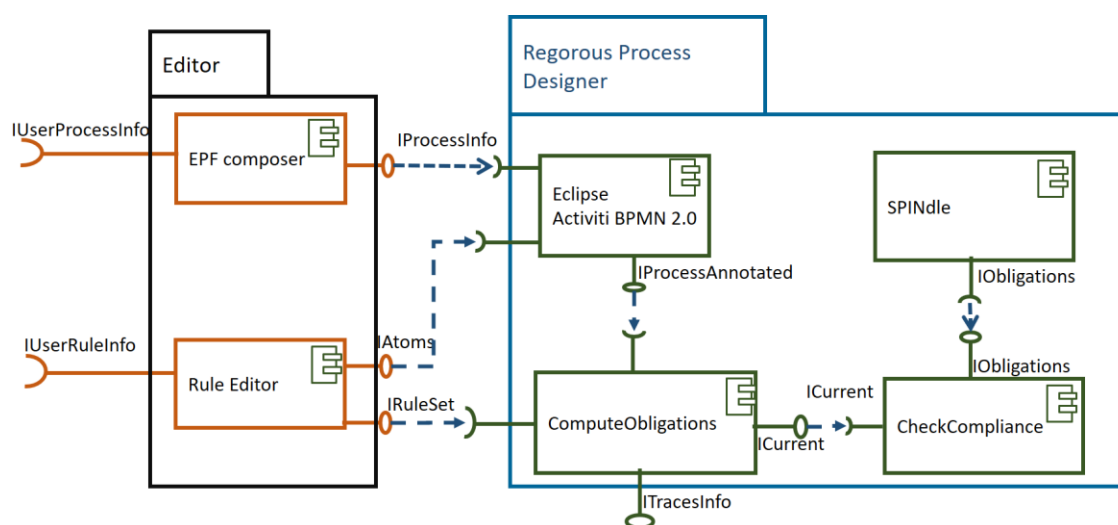 Editor
Regorous Process
Designer
IUserProcessInfo
EPF composer
IProcessInfo
Eclipse
Activiti BPMN 2.0
SPINdle
IProcessAnnotated
IObligations
IUserRuleInfo
Rule Editor
IAtoms
IRuleSet
ComputeObligations
ICurrent
ICurrent
IObligations
CheckCompliance
ITracesInfo